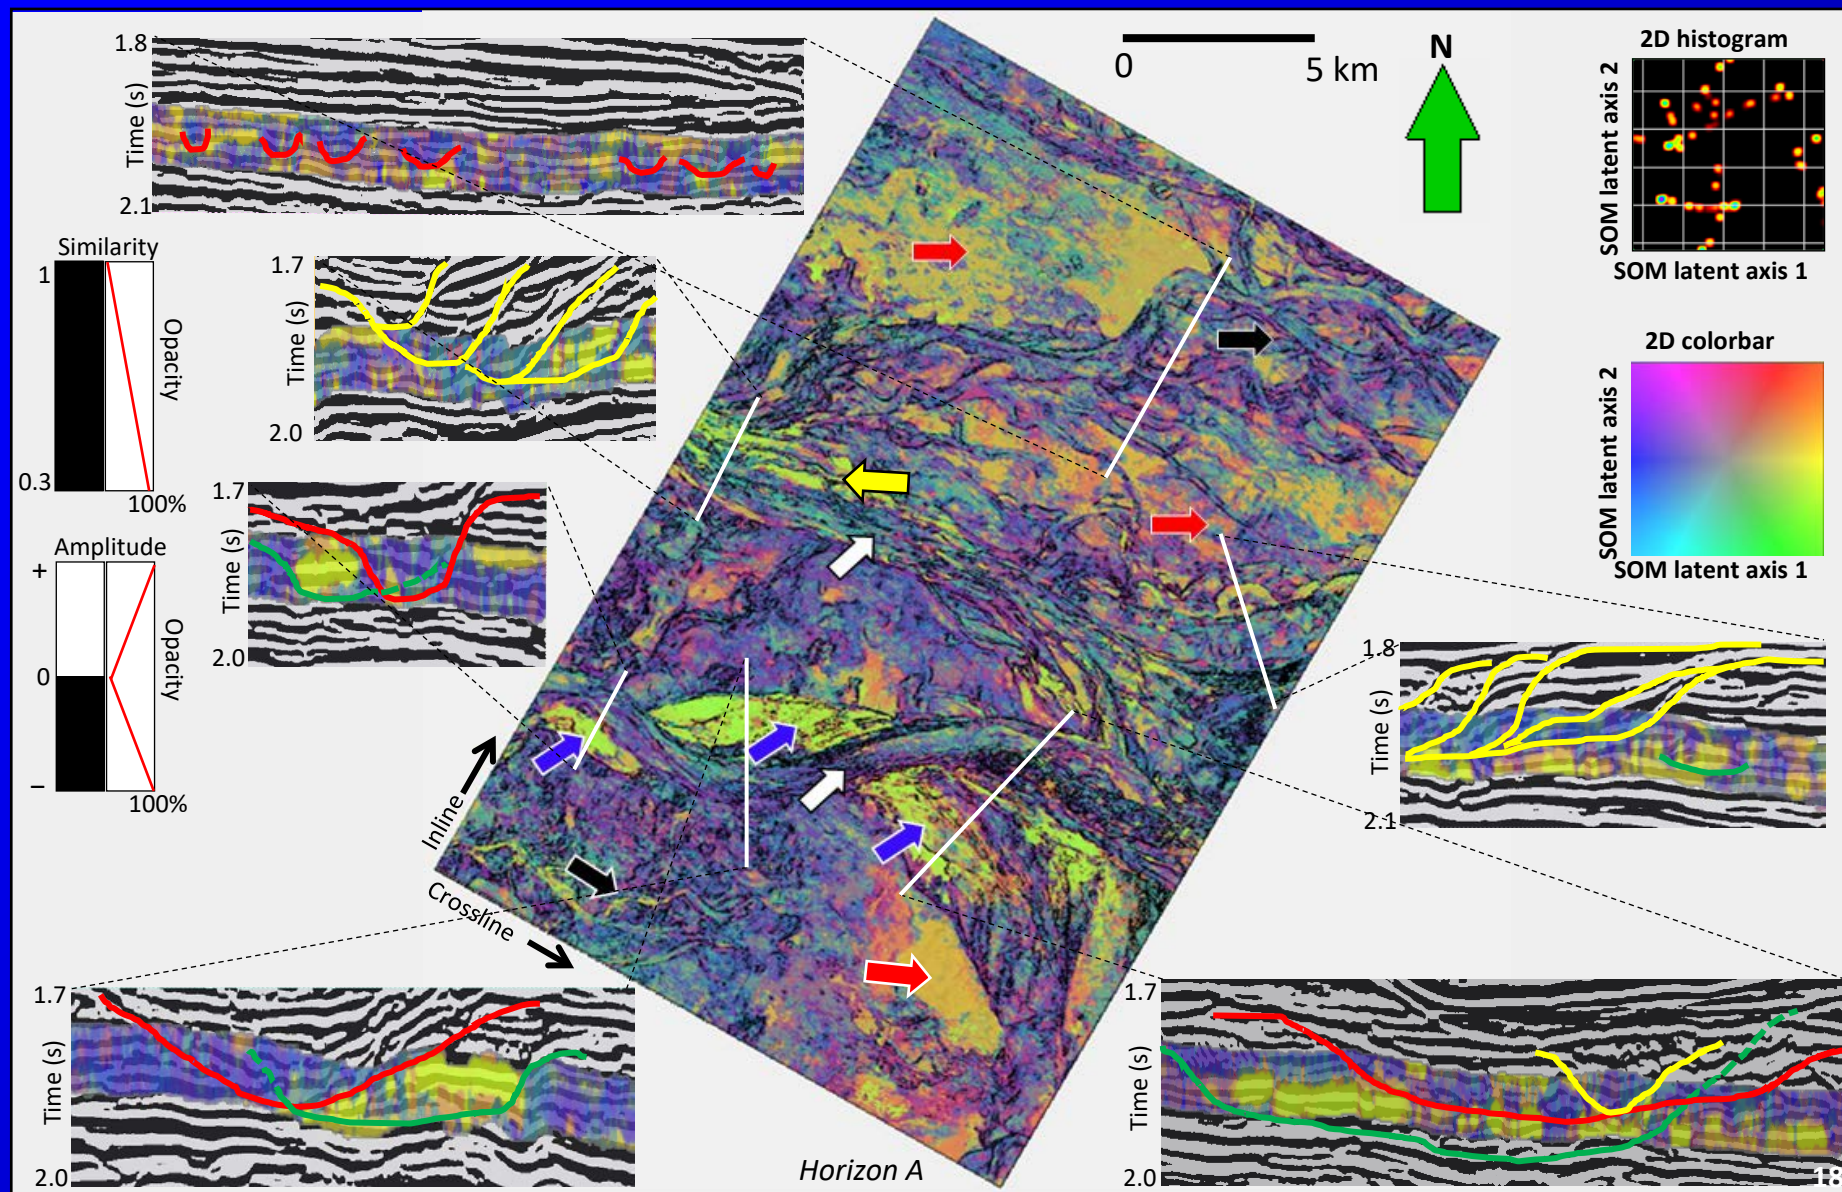 1.8
Time (s)
2.1
0
5 km
N
2D histogram
SOM latent axis 2
SOM latent axis 1
Similarity
1
Opacity
0.3
100%
1.7
Time (s)
2.0
2D colorbar
SOM latent axis 2
SOM latent axis 1
1.7
Time (s)
2.0
Amplitude
+
0
Opacity
–
100%
1.8
Time (s)
2.1
Inline
Crossline
1.7
Time (s)
2.0
Horizon A
1.7
Time (s)
2.0
18